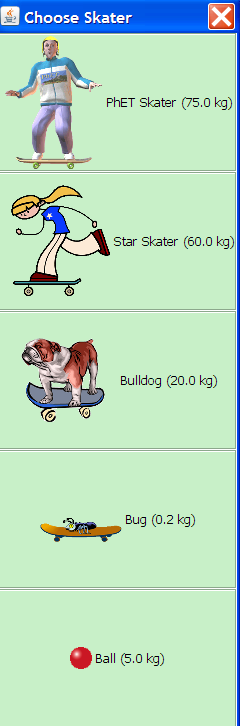 Choose Skater
PhET Skater (75.0 kg)
Star Skater (60.0 kg)
Bulldog (20.0 kg)
Bug (0.2 kg)
Ball (5.0 kg)